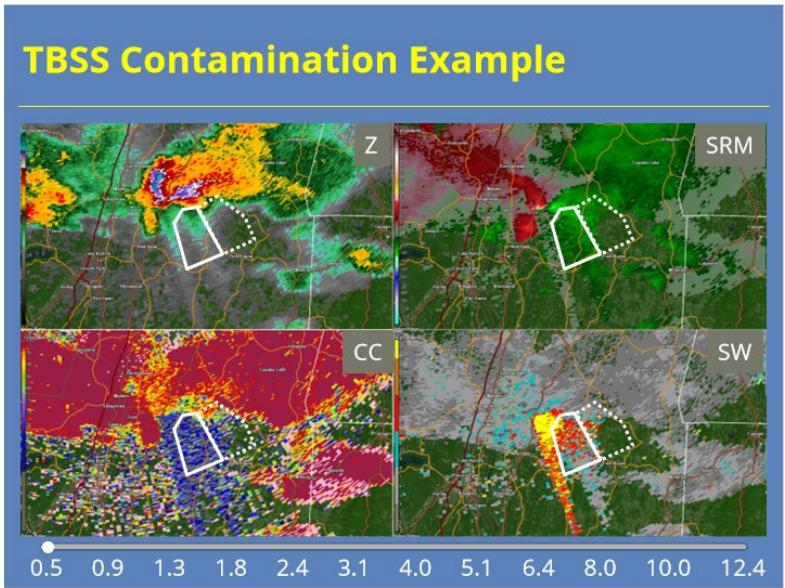 TBSS Contamination Example
Z
SRM
CC
SW
0.5 0.9 1.3 1.8 2.4 3.1 4.0 5.1 6.4 8.0 10.0 12.4